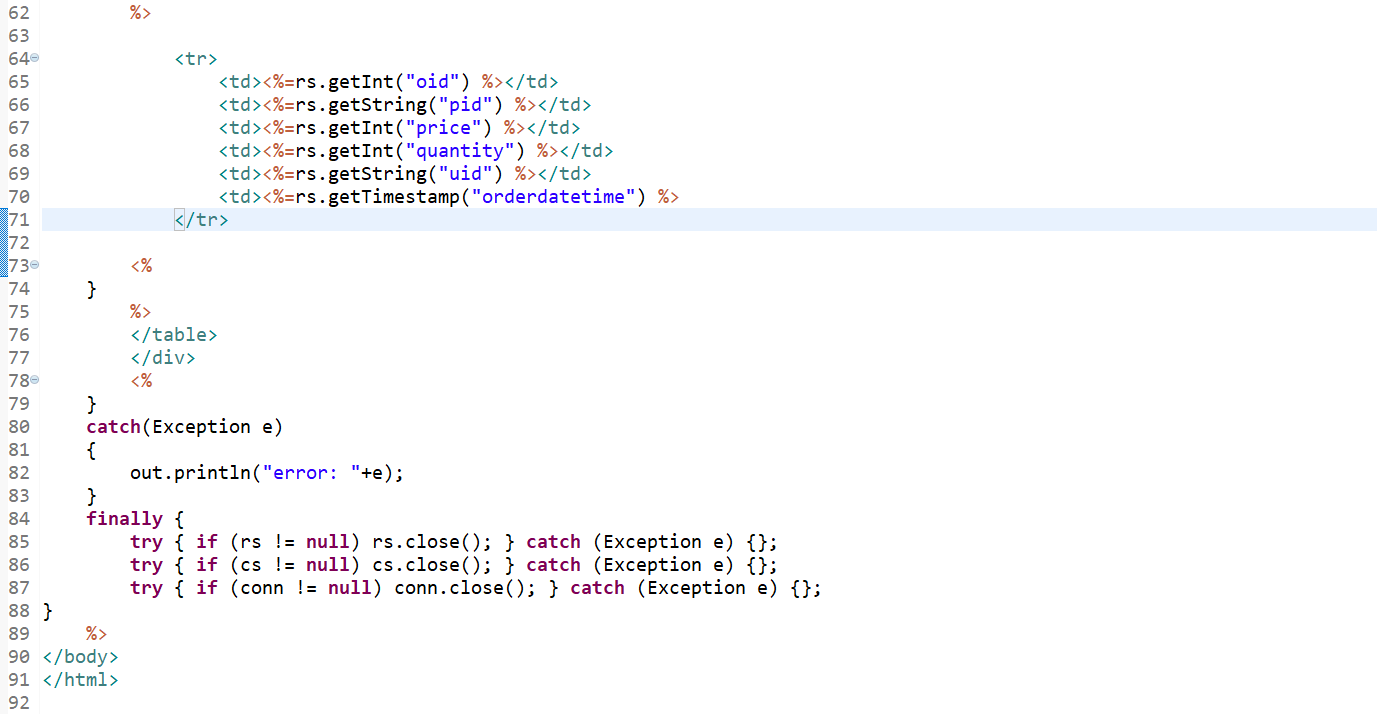 62         %>
63
64             <tr>
65                 <td><%=rs.getInt("oid") %></td>
66                 <td><%=rs.getString("pid") %></td>
67                 <td><%=rs.getInt("price") %></td>
68                 <td><%=rs.getInt("quantity") %></td>
69                 <td><%=rs.getString("uid") %></td>
70                 <td><%=rs.getTimestamp("orderdatetime") %>
71             </tr>
72
73         <%
74     }
75         %>
76         </table>
77         </div>
78         <%
79     }
80     catch(Exception e)
81     {
82         out.println("error: "+e);
83     }
84     finally {
85         try { if (rs != null) rs.close(); } catch (Exception e) {};
86         try { if (cs != null) cs.close(); } catch (Exception e) {};
87         try { if (conn != null) conn.close(); } catch (Exception e) {};
88 }
89     %>
90 </body>
91 </html>
92